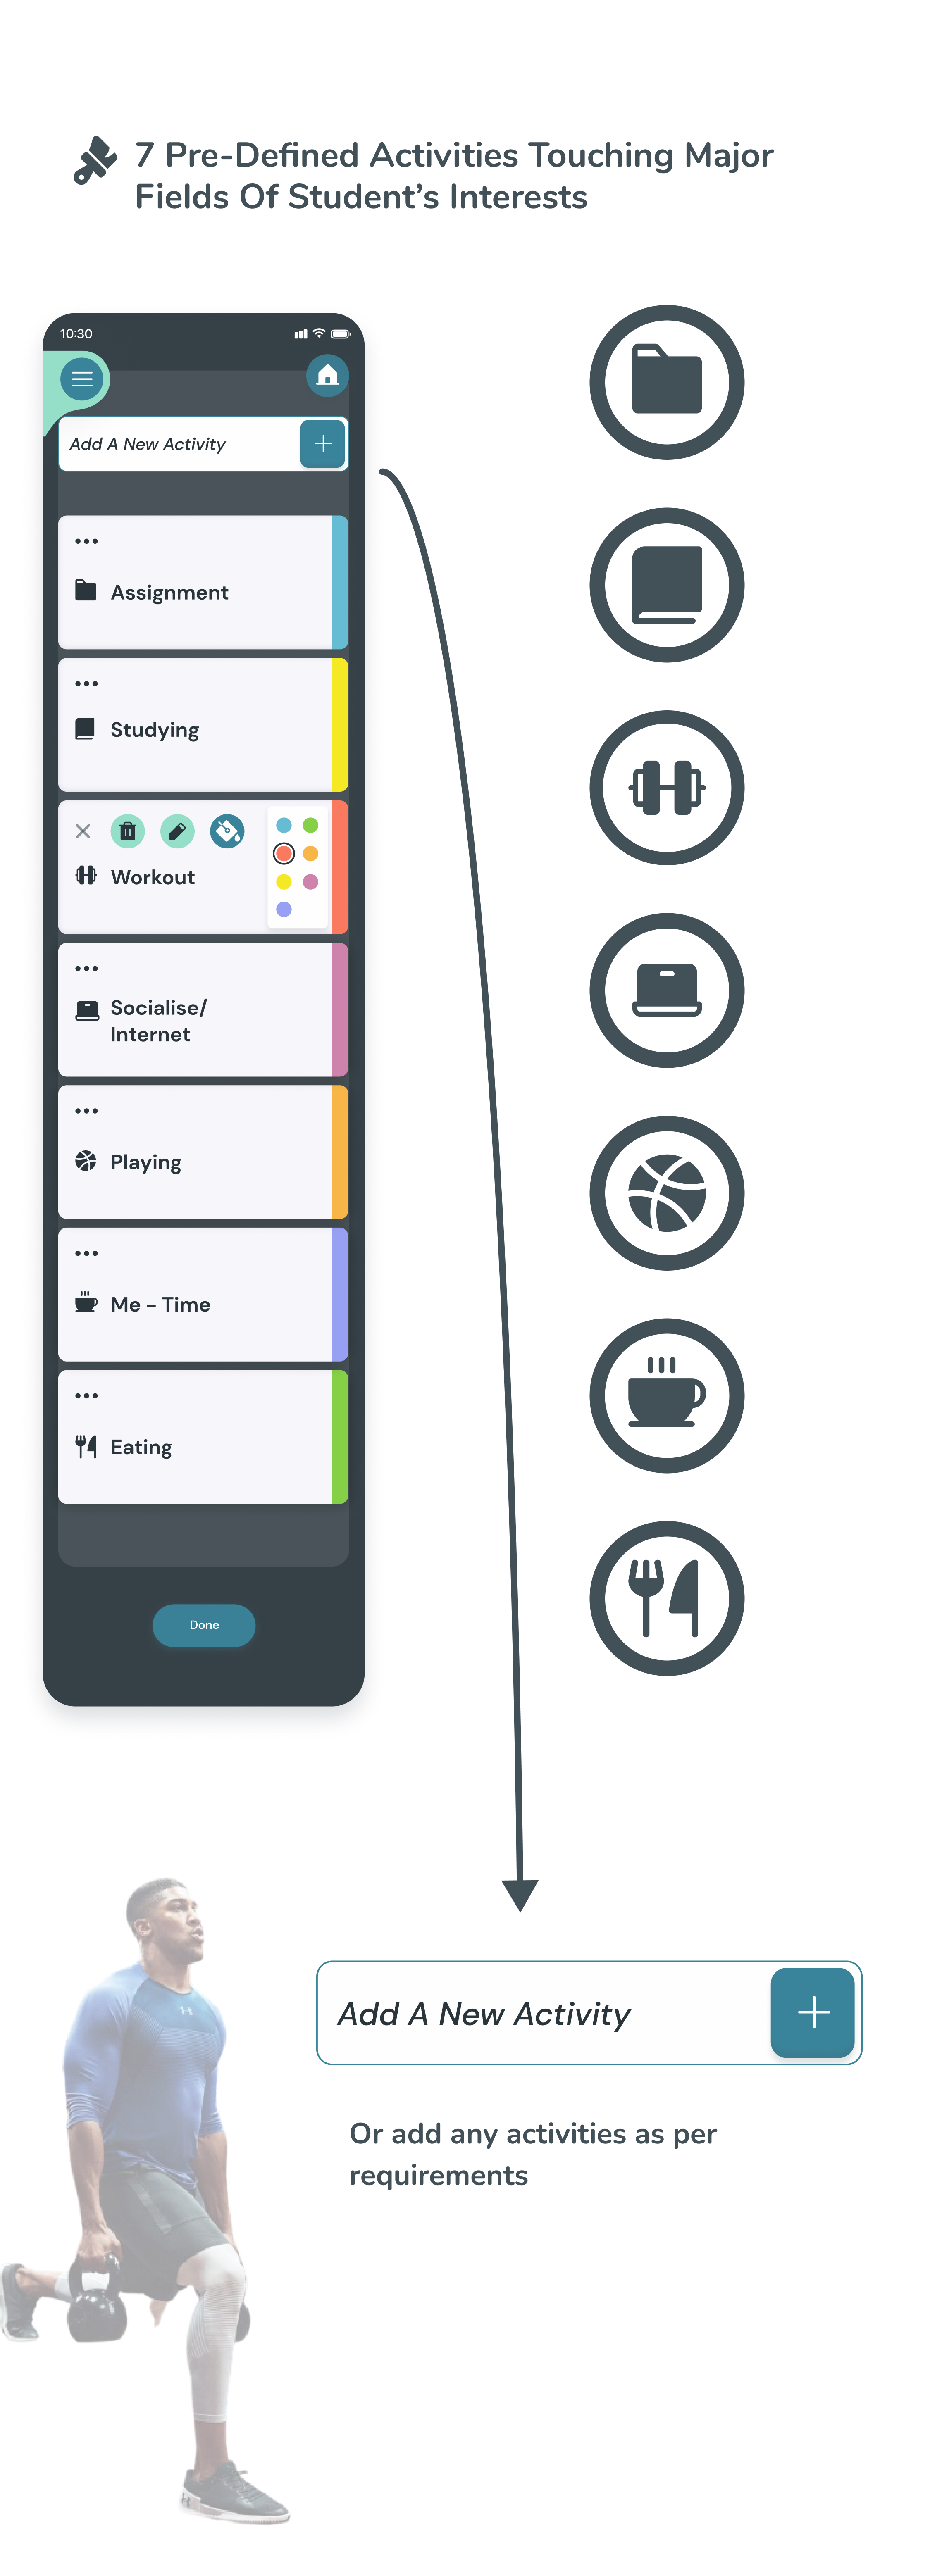 7 Pre-Defined Activities Touching Major
Fields Of Student’s Interests
10:30
Add A New Activity
Assignment
Studying
Workout
Socialise/
Internet
Playing
Me - Time
Eating
Done
Add A New Activity
Or add any activities as per
requirements